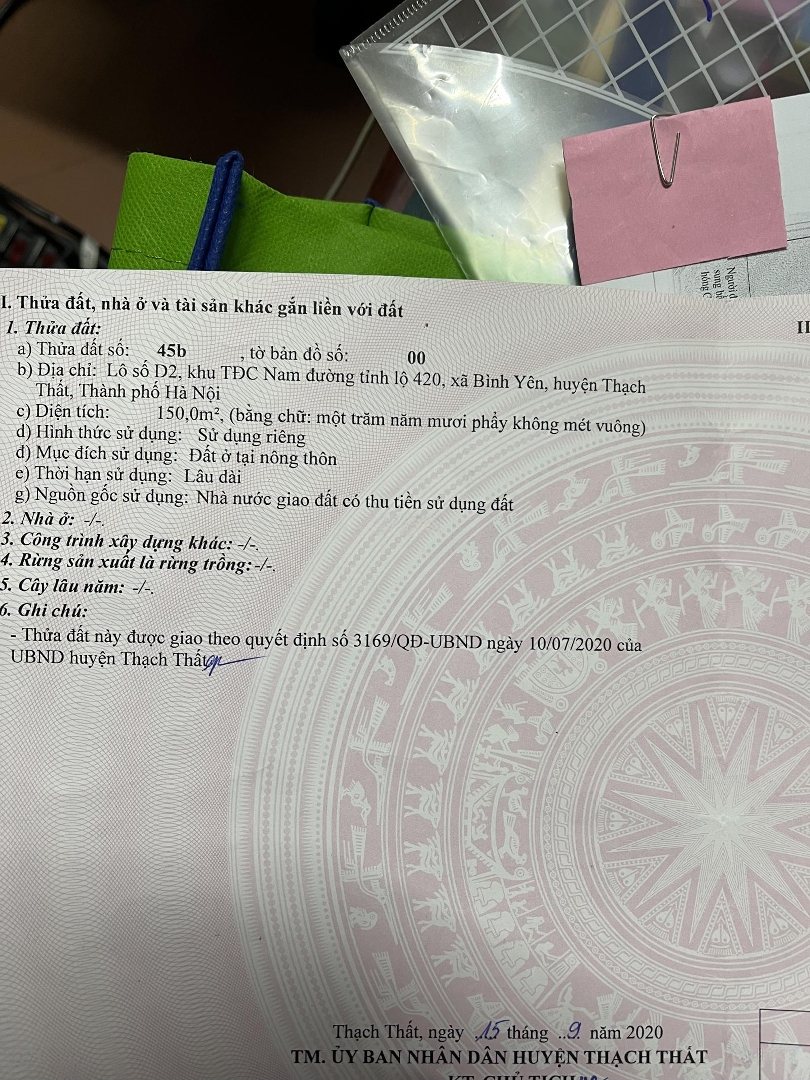 Người đ
sung h
hồng C
I. Thửa đất, nhà ở và tài sản khác gắn liền với đất
II
1. Thửa đất:
a) Thửa đất số: 45b , tờ bản đồ số: 00
b) Địa chỉ: Lô số D2, khu TĐC Nam đường tỉnh lộ 420, xã Bình Yên, huyện Thạch
Thất, Thành phố Hà Nội
c) Diện tích: 150,0m², (bằng chữ: một trăm năm mươi phẩy không mét vuông)
d) Hình thức sử dụng: Sử dụng riêng
đ) Mục đích sử dụng: Đất ở tại nông thôn
e) Thời hạn sử dụng: Lâu dài
g) Nguồn gốc sử dụng: Nhà nước giao đất có thu tiền sử dụng đất
2. Nhà ở: -/-.
3. Công trình xây dựng khác: -/-.
4. Rừng sản xuất là rừng trồng: -/-.
5. Cây lâu năm: -/-.
6. Ghi chú:
- Thửa đất này được giao theo quyết định số 3169/QĐ-UBND ngày 10/07/2020 của
UBND huyện Thạch Thất
Thạch Thất, ngày 15 tháng 9 năm 2020
TM. ỦY BAN NHÂN DÂN HUYỆN THẠCH THẤT
KT. CHỦ TỊCH